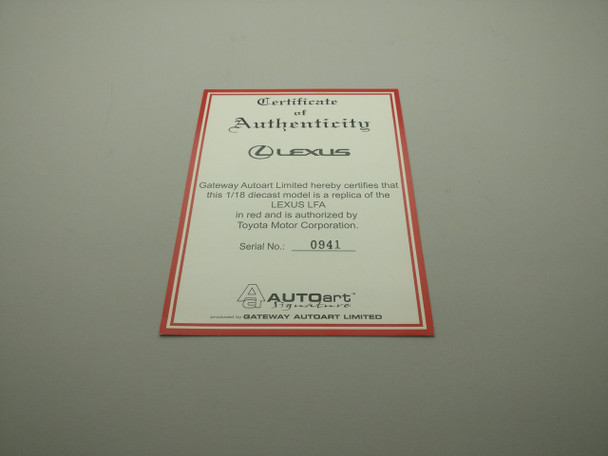 Certificate
of
Authenticity
LEXUS
Gateway Autoart Limited hereby certifies that
this 1/18 diecast model is a replica of the
LEXUS LFA
in red and is authorized by
Toyota Motor Corporation.
Serial No.: 0941
AUTOart™
Signature
produced by GATEWAY AUTOART LIMITED